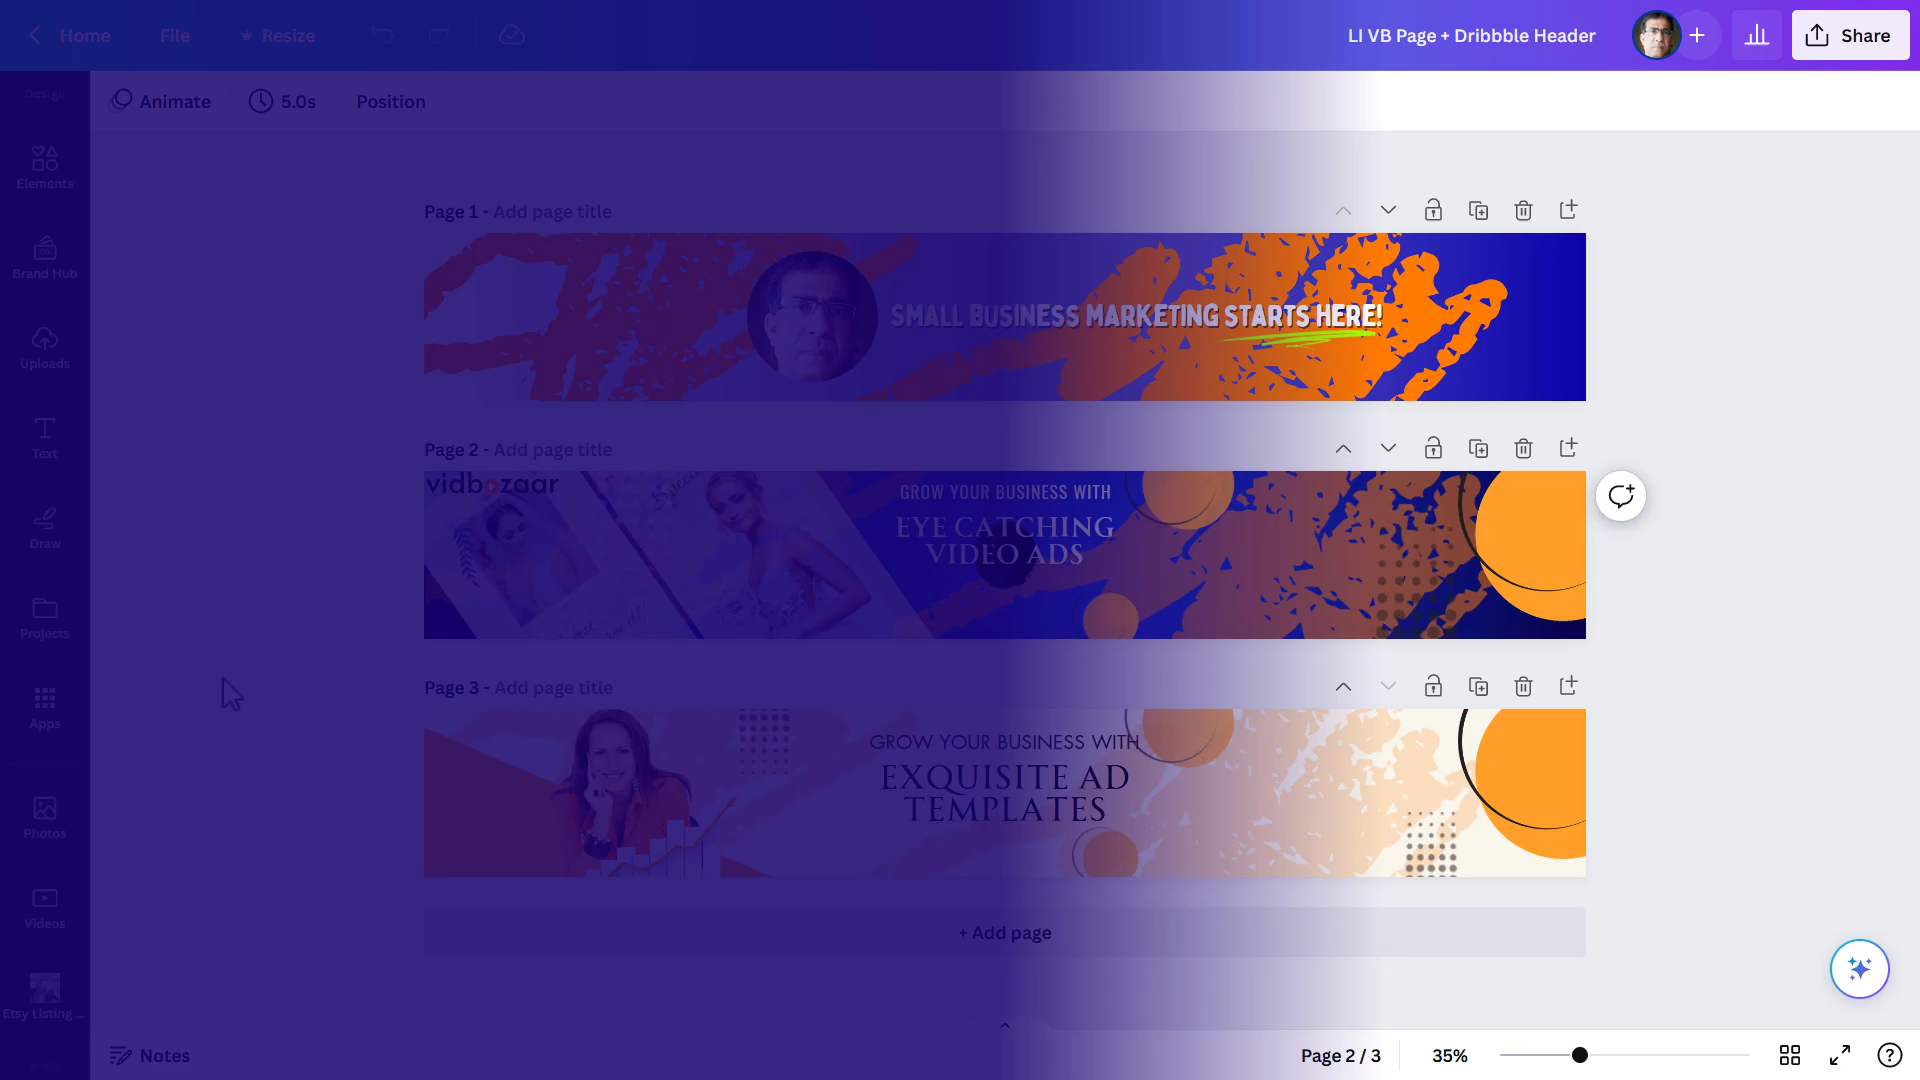 Home
File
Resize
LI VB Page + Dribbble Header
Share
Design
Animate
5.0s
Position
Elements
Brand Hub
Uploads
Text
Draw
Projects
Apps
Photos
Videos
Etsy Listing ...
Page 1 - Add page title
SMALL BUSINESS MARKETING STARTS HERE!
Page 2 - Add page title
vidbozaar
GROW YOUR BUSINESS WITH
EYE CATCHING
VIDEO ADS
Page 3 - Add page title
GROW YOUR BUSINESS WITH
EXQUISITE AD
TEMPLATES
+ Add page
Notes
Page 2 / 3
35%